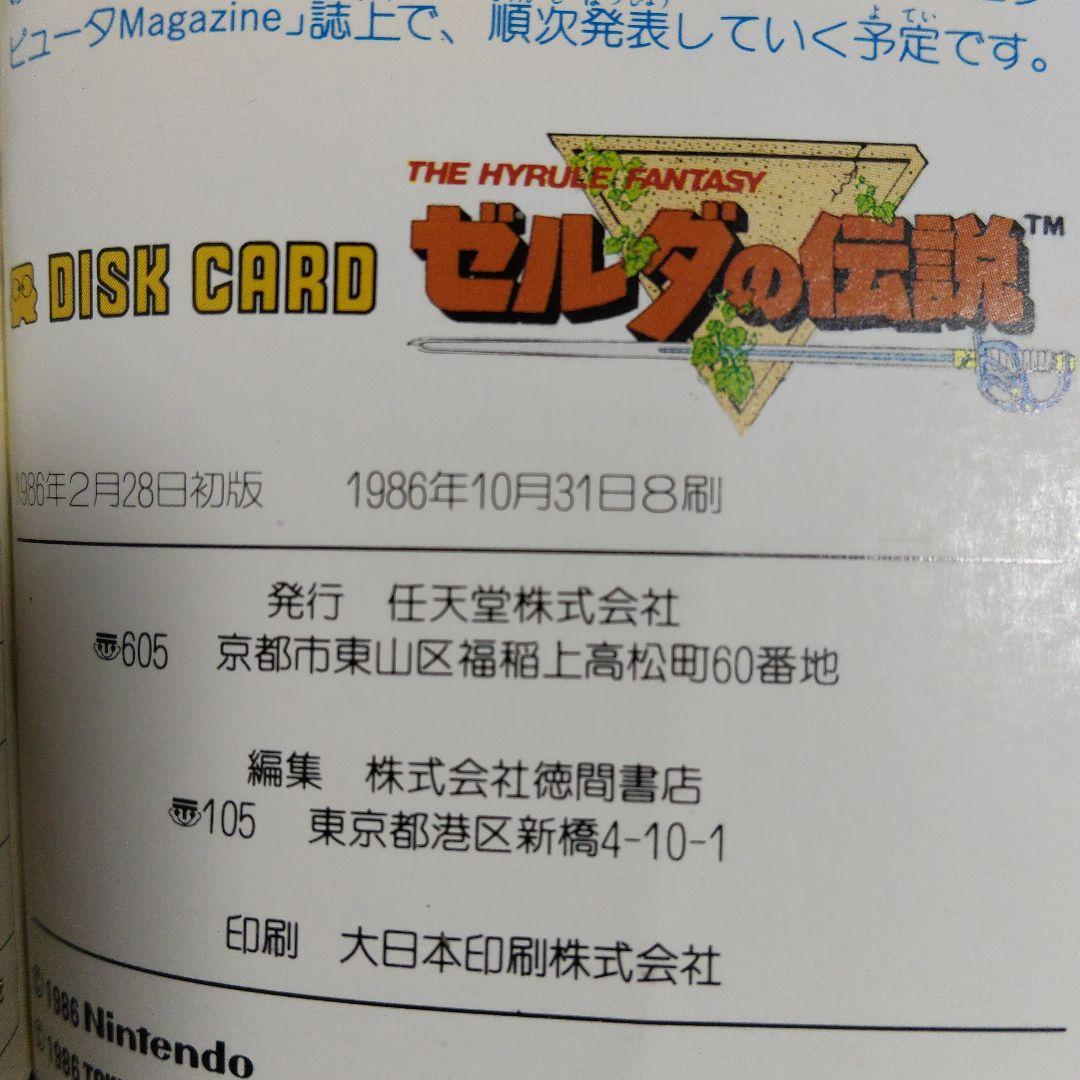 ピュータMagazine」誌上で、順次発表していく予定です。
THE HYRULE FANTASY
ゼルダの伝説™
DISK CARD
1986年2月28日初版 1986年10月31日8刷
発行 任天堂株式会社
〠605 京都市東山区福稲上高松町60番地
編集 株式会社徳間書店
〠105 東京都港区新橋4-10-1
印刷 大日本印刷株式会社
©1986 Nintendo
©1986